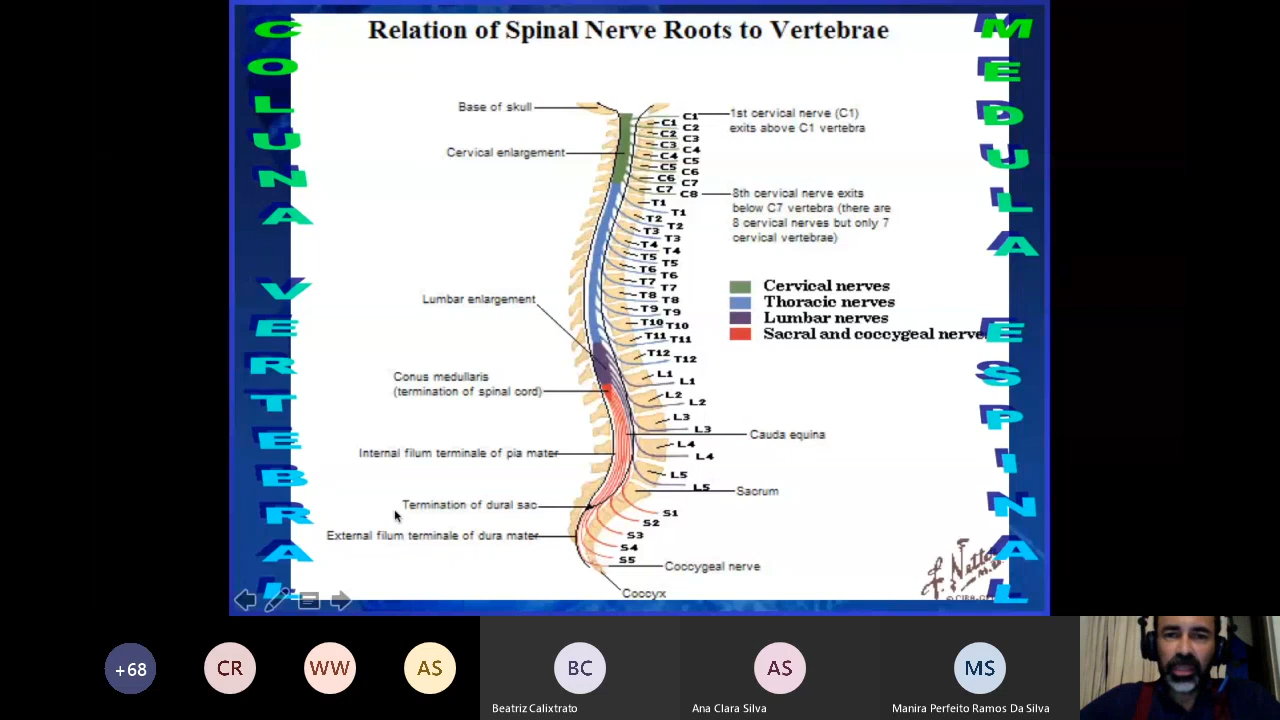 Relation of Spinal Nerve Roots to Vertebrae
COLUNA VERTEBRAL
MEDULA ESPINAL
Base of skull
Cervical enlargement
Lumbar enlargement
Conus medullaris
(termination of spinal cord)
Internal filum terminale of pia mater
Termination of dural sac
External filum terminale of dura mater
C1
C1
C2
C2
C3
C3
C4
C4
C5
C5
C6
C6
C7
C7
C8
T1
T1
T2
T2
T3
T3
T4
T4
T5
T5
T6
T6
T7
T7
T8
T8
T9
T9
T10
T10
T11
T11
T12
T12
L1
L1
L2
L2
L3
L3
L4
L4
L5
L5
S1
S2
S3
S4
S5
1st cervical nerve (C1)
exits above C1 vertebra
8th cervical nerve exits
below C7 vertebra (there are
8 cervical nerves but only 7
cervical vertebrae)
Cervical nerves
Thoracic nerves
Lumbar nerves
Sacral and coccygeal nerve
Cauda equina
Sacrum
Coccygeal nerve
Coccyx
F. Netter
M.D.
+68
CR
WW
AS
BC
AS
MS
Beatriz Calixtrato
Ana Clara Silva
Manira Perfeito Ramos Da Silva